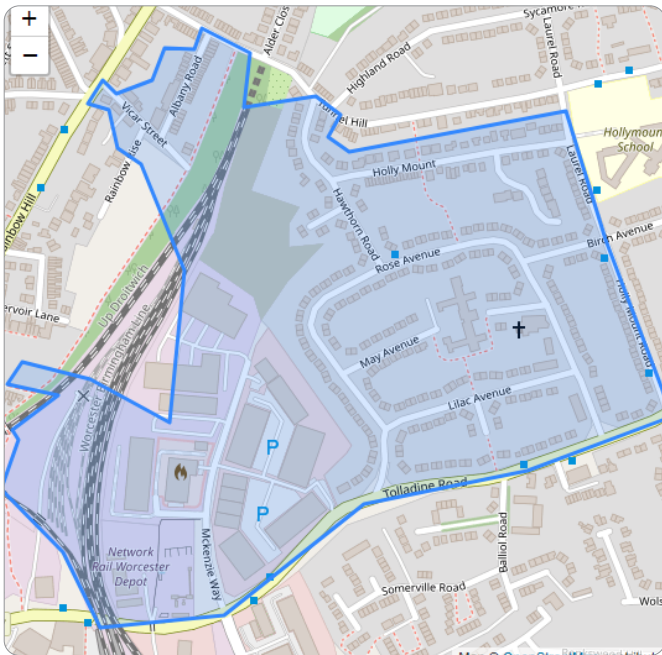 +
−
Alder Clos
Sycamore
Laurel Road
Highland Road
Albany Road
Vicar Street
Tunnel Hill
Hollymount
School
Holly Mount
Laurel Road
Rainbow Rise
Hawthorn Road
Rainbow Hill
Birch Avenue
Rose Avenue
Up Droitwich
ervoir Lane
Worcester Birmingham Line
Holly Mount Road
May Avenue
Lilac Avenue
P
Tolladine Road
P
Network
Rail Worcester
Depot
McKenzie Way
Balliol Road
Somerville Road
Wols